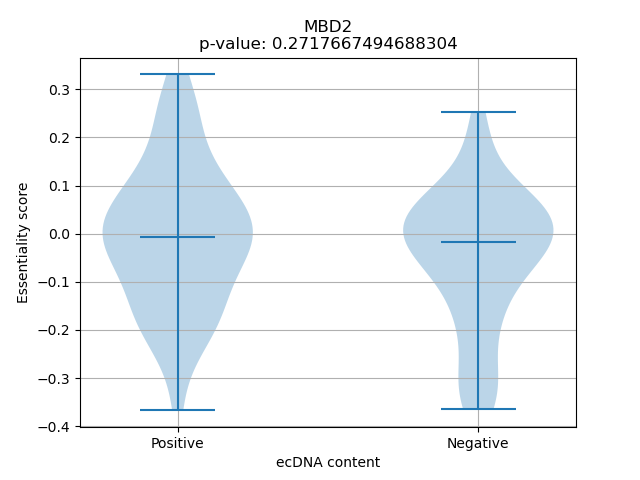 MBD2
p-value: 0.2717667494688304
Essentiality score
0.3
0.2
0.1
0.0
−0.1
−0.2
−0.3
−0.4
Positive
Negative
ecDNA content